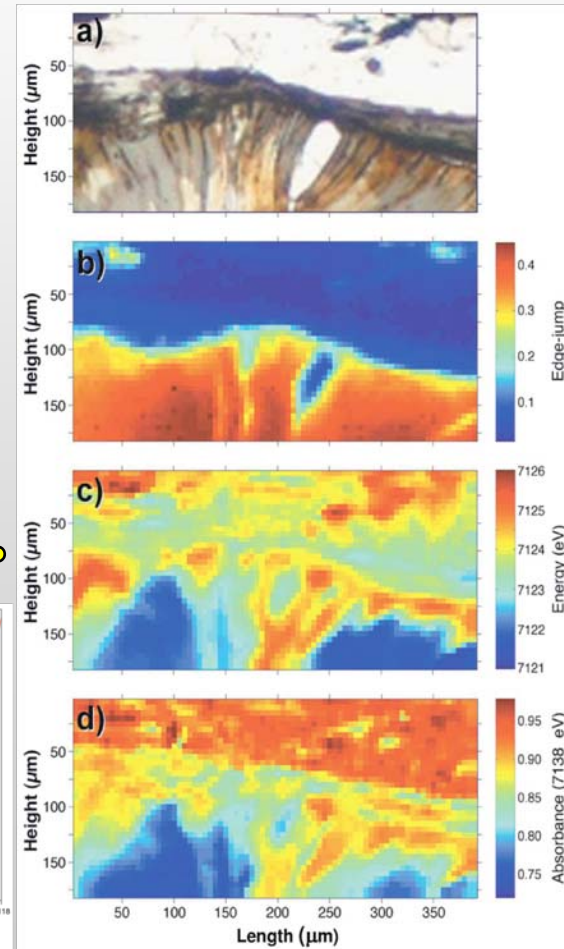 a)
50
100
150
Height (μm)
b)
50
100
150
Height (μm)
0.4
0.3
0.2
0.1
Edge-jump
c)
50
100
150
Height (μm)
7126
7125
7124
7123
7122
7121
Energy (eV)
d)
50
100
150
Height (μm)
0.95
0.90
0.85
0.80
0.75
Absorbance (7138 eV)
50 100 150 200 250 300 350
Length (μm)